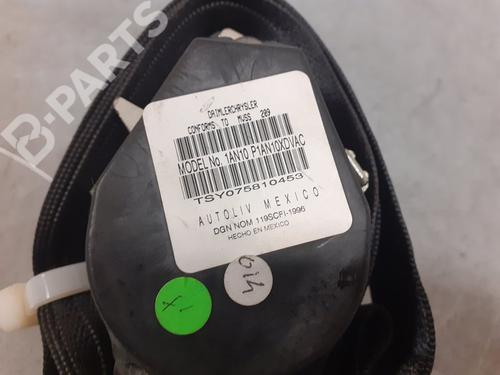 B-PARTS
DAIMLERCHRYSLER
CONFORMS TO MVSS 209
MODEL No. 1AN10 P1AN10XDVAC
TSY075810453
AUTOLIV MEXICO
DGN NOM 119SCFI-1996
HECHO EN MEXICO